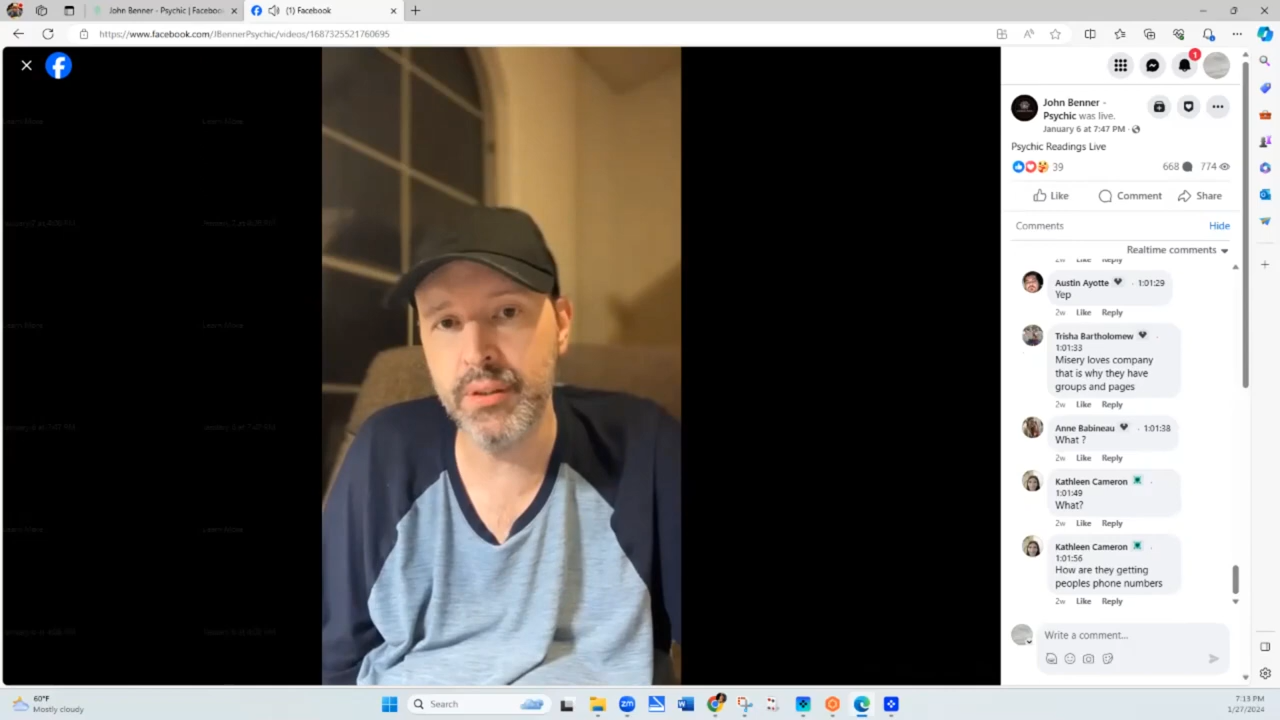 John Benner - Psychic | Faceboo
(1) Facebook
https://www.facebook.com/JBennerPsychic/videos/1687325521760695
1
John Benner -
Psychic was live.
January 6 at 7:47 PM ·
Psychic Readings Live
39
668
774
Like
Comment
Share
Comments
Hide
Realtime comments
2w Like Reply
Austin Ayotte · 1:01:29
Yep
2w Like Reply
Trisha Bartholomew ·
1:01:33
Misery loves company
that is why they have
groups and pages
2w Like Reply
Anne Babineau · 1:01:38
What ?
2w Like Reply
Kathleen Cameron ·
1:01:49
What?
2w Like Reply
Kathleen Cameron ·
1:01:56
How are they getting
peoples phone numbers
2w Like Reply
Write a comment...
60°F
Mostly cloudy
Search
7:13 PM
1/27/2024